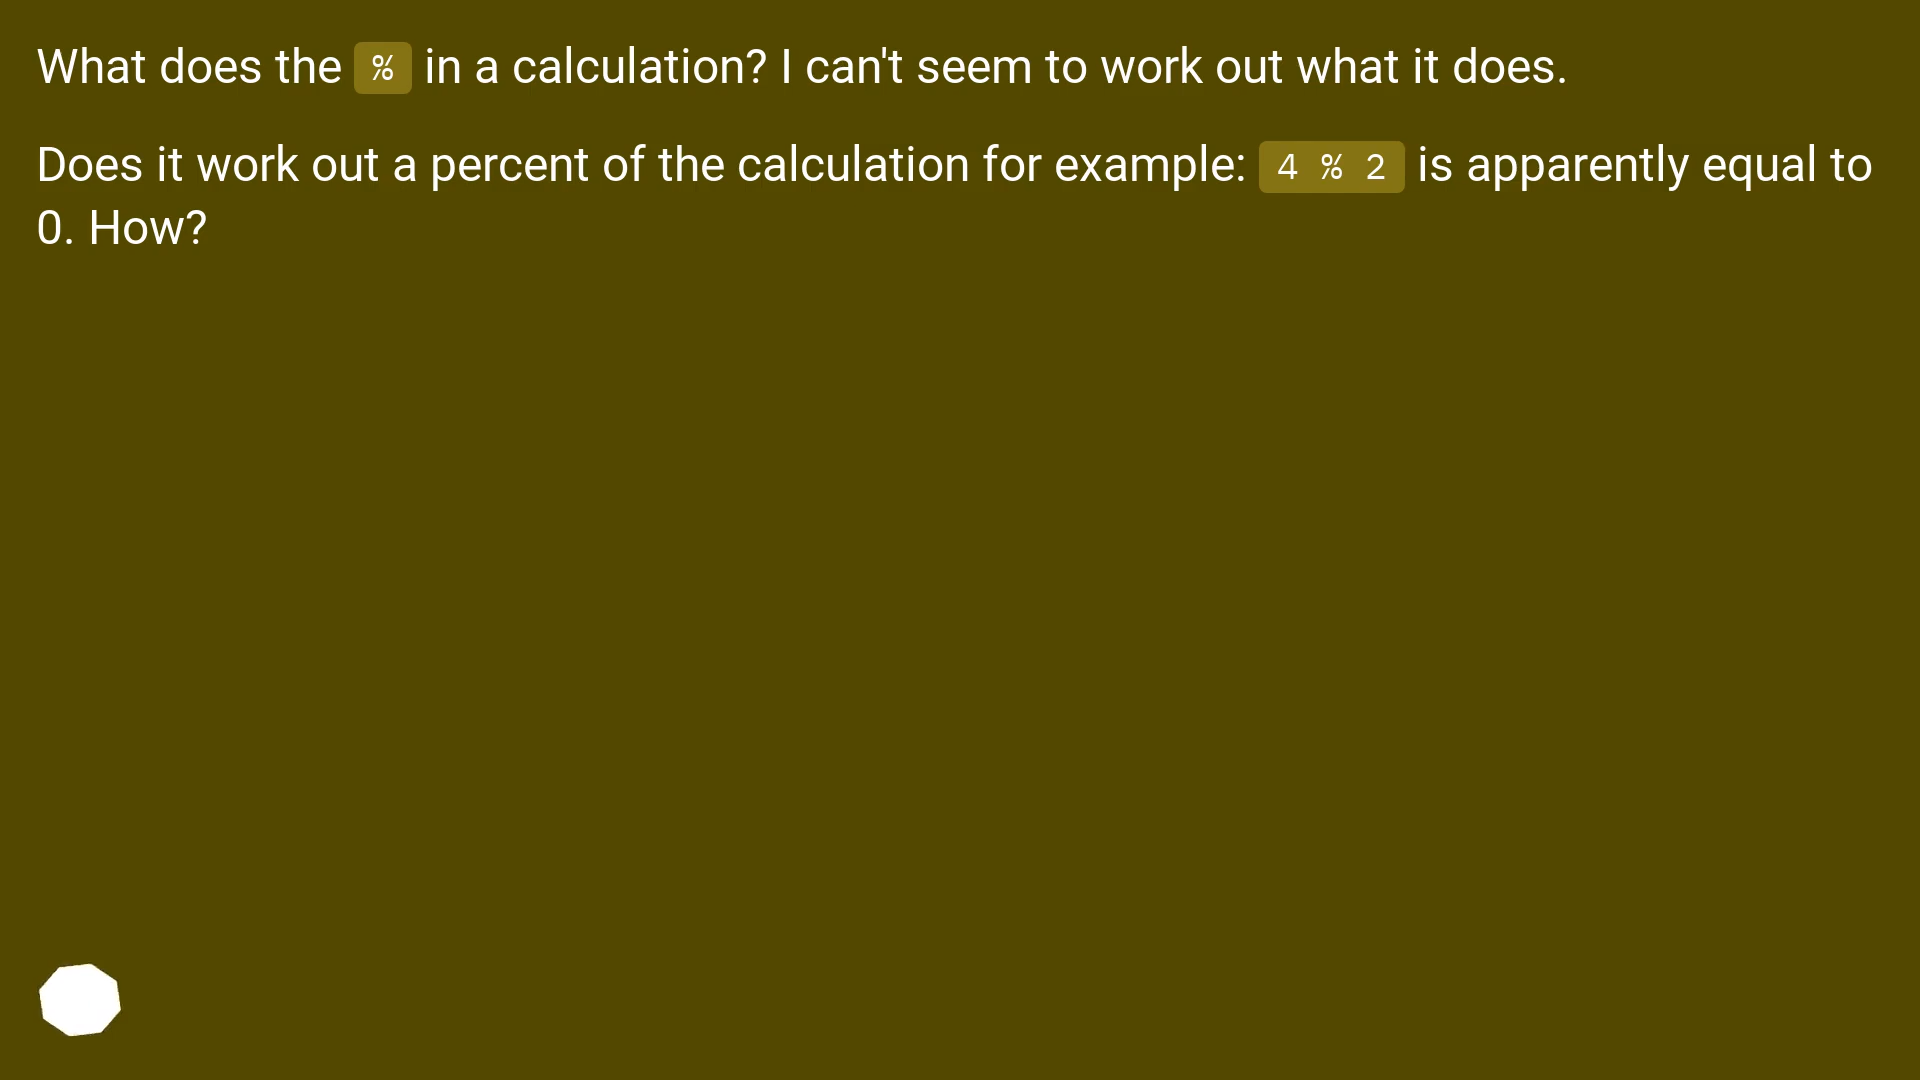 What does the % in a calculation? I can't seem to work out what it does.
Does it work out a percent of the calculation for example: 4 % 2 is apparently equal to
0. How?